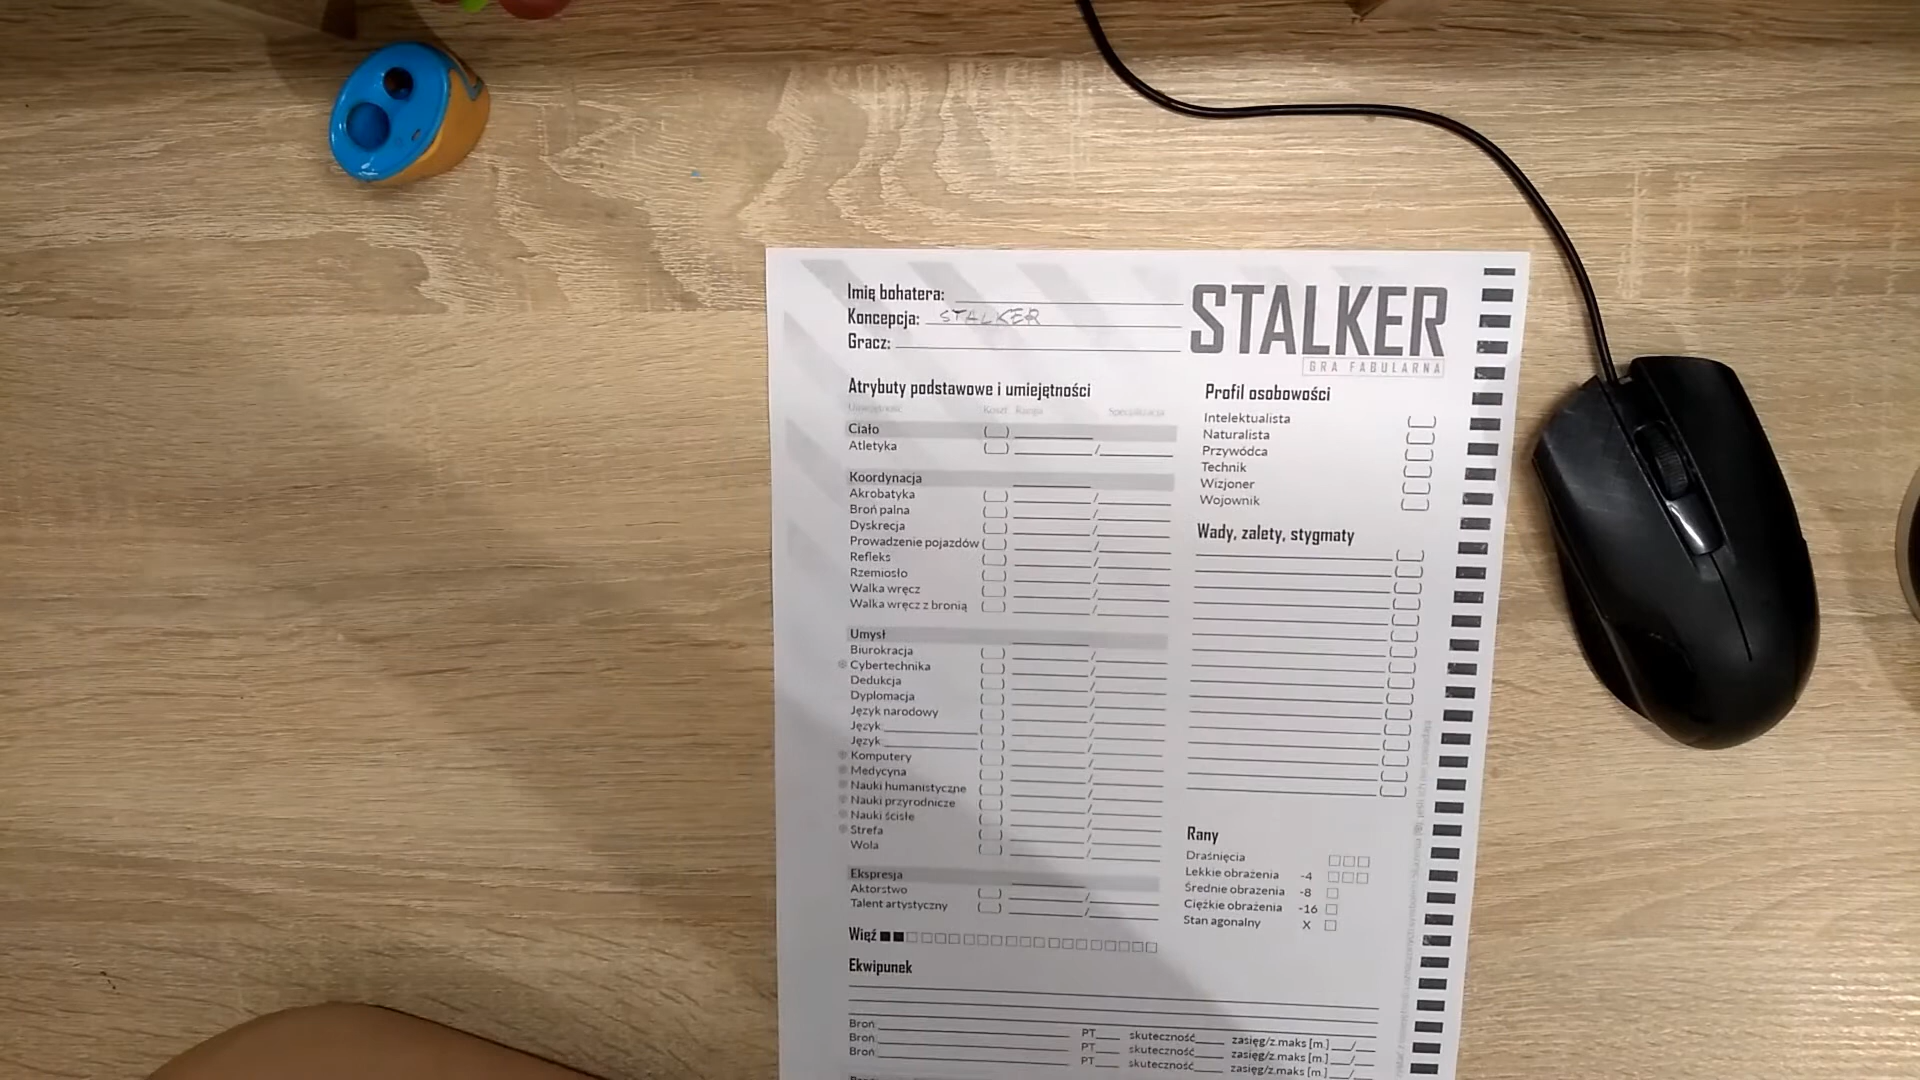 Imię bohatera:
Koncepcja: STALKER
Gracz:
STALKER
GRA FABULARNA
Atrybuty podstawowe i umiejętności
Umiejętność Koszt Ranga Specjalizacja
Ciało
Atletyka
Koordynacja
Akrobatyka
Broń palna
Dyskrecja
Prowadzenie pojazdów
Refleks
Rzemiosło
Walka wręcz
Walka wręcz z bronią
Umysł
Biurokracja
Cybertechnika
Dedukcja
Dyplomacja
Język narodowy
Język
Język
Komputery
Medycyna
Nauki humanistyczne
Nauki przyrodnicze
Nauki ścisłe
Strefa
Wola
Ekspresja
Aktorstwo
Talent artystyczny
Więź
Profil osobowości
Intelektualista
Naturalista
Przywódca
Technik
Wizjoner
Wojownik
Wady, zalety, stygmaty
Rany
Draśnięcia
Lekkie obrażenia -4
Średnie obrażenia -8
Ciężkie obrażenia -16
Stan agonalny X
Ekwipunek
Broń PT skuteczność zasięg/z.maks [m.] /
Broń PT skuteczność zasięg/z.maks [m.] /
Broń PT skuteczność zasięg/z.maks [m.] /